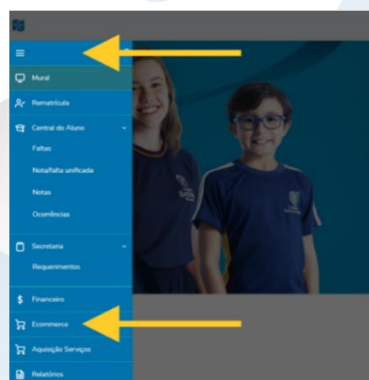 Mural
Rematrícula
Central do Aluno
Faltas
Nota/falta unificada
Notas
Ocorrências
Secretaria
Requerimentos
Financeiro
Ecommerce
Aquisição Serviços
Relatórios